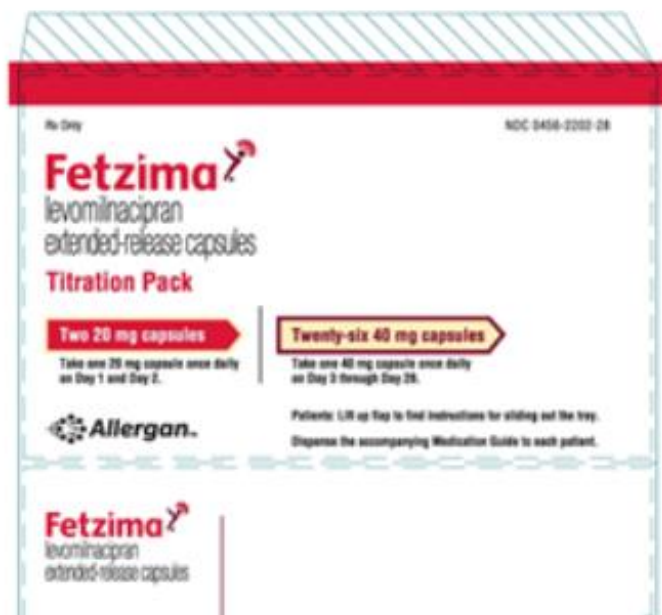 Rx Only
NDC 0456-2202-28
Fetzima
levomilnacipran
extended-release capsules
Titration Pack
Two 20 mg capsules
Take one 20 mg capsule once daily
on Day 1 and Day 2.
Twenty-six 40 mg capsules
Take one 40 mg capsule once daily
on Day 3 through Day 28.
Allergan™
Patients: Lift up flap to find instructions for sliding out the tray.
Dispense the accompanying Medication Guide to each patient.
Fetzima
levomilnacipran
extended-release capsules